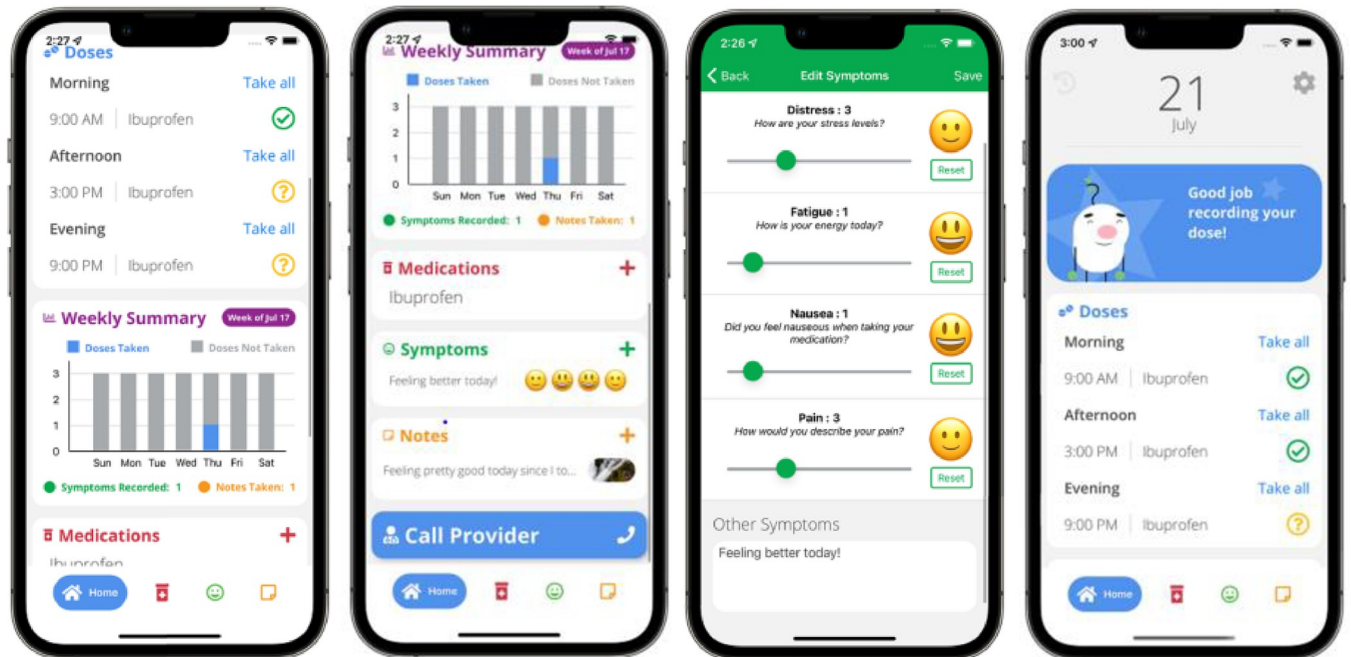 2:27
Doses
Morning Take all
9:00 AM Ibuprofen
Afternoon Take all
3:00 PM Ibuprofen
?
Evening Take all
9:00 PM Ibuprofen
?
Weekly Summary Week of Jul 17
Doses Taken Doses Not Taken
3
2
1
0
Sun Mon Tue Wed Thu Fri Sat
Symptoms Recorded: 1 Notes Taken: 1
Medications +
Ibuprofen
Home
2:27
Weekly Summary Week of Jul 17
Doses Taken Doses Not Taken
3
2
1
0
Sun Mon Tue Wed Thu Fri Sat
Symptoms Recorded: 1 Notes Taken: 1
Medications +
Ibuprofen
Symptoms +
Feeling better today!
Notes +
Feeling pretty good today since I to...
Call Provider
Home
2:26
Back Edit Symptoms Save
Distress : 3
How are your stress levels?
Reset
Fatigue : 1
How is your energy today?
Reset
Nausea : 1
Did you feel nauseous when taking your
medication?
Reset
Pain : 3
How would you describe your pain?
Reset
Other Symptoms
Feeling better today!
3:00
21
July
?
Good job
recording your
dose!
Doses
Morning Take all
9:00 AM Ibuprofen
Afternoon Take all
3:00 PM Ibuprofen
Evening Take all
9:00 PM Ibuprofen
?
Home